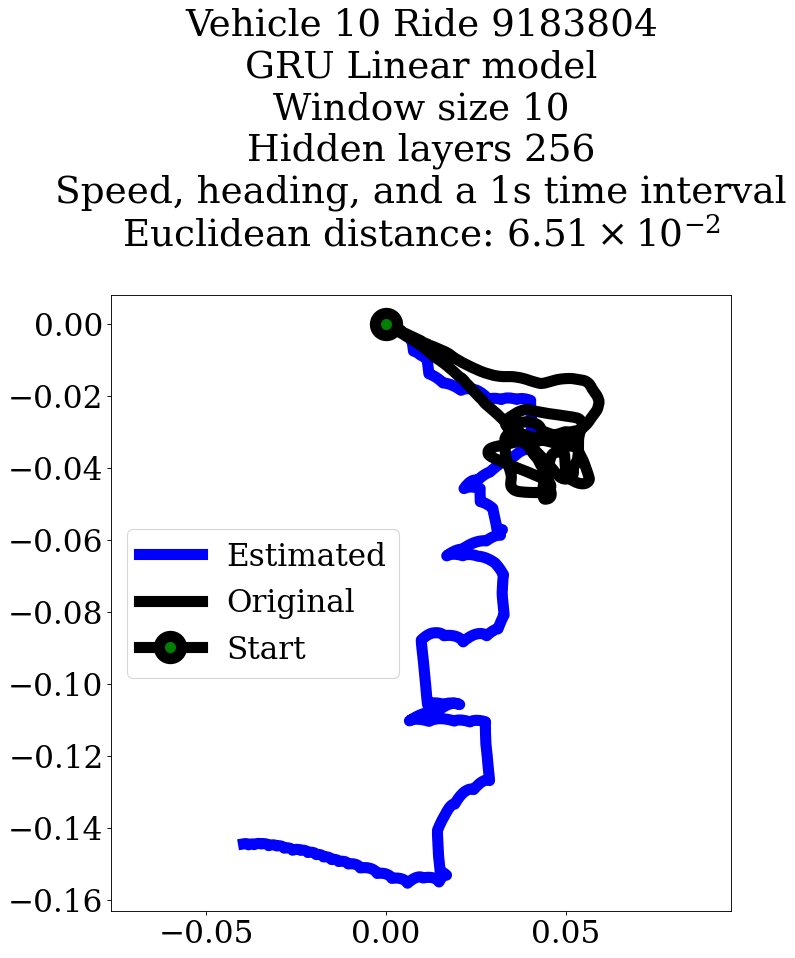 Vehicle 10 Ride 9183804
GRU Linear model
Window size 10
Hidden layers 256
Speed, heading, and a 1s time interval
Euclidean distance: 6.51 × 10⁻²
0.00
−0.02
−0.04
−0.06
−0.08
−0.10
−0.12
−0.14
−0.16
Estimated
Original
Start
−0.05
0.00
0.05